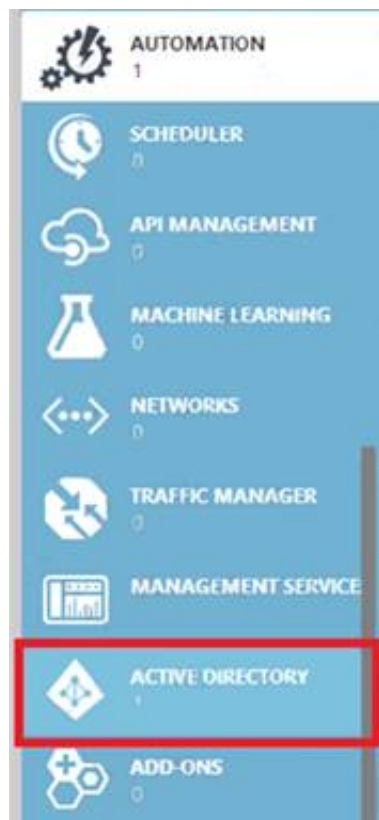 AUTOMATION
1
SCHEDULER
0
API MANAGEMENT
0
MACHINE LEARNING
0
NETWORKS
0
TRAFFIC MANAGER
0
MANAGEMENT SERVICE
ACTIVE DIRECTORY
1
ADD-ONS
0